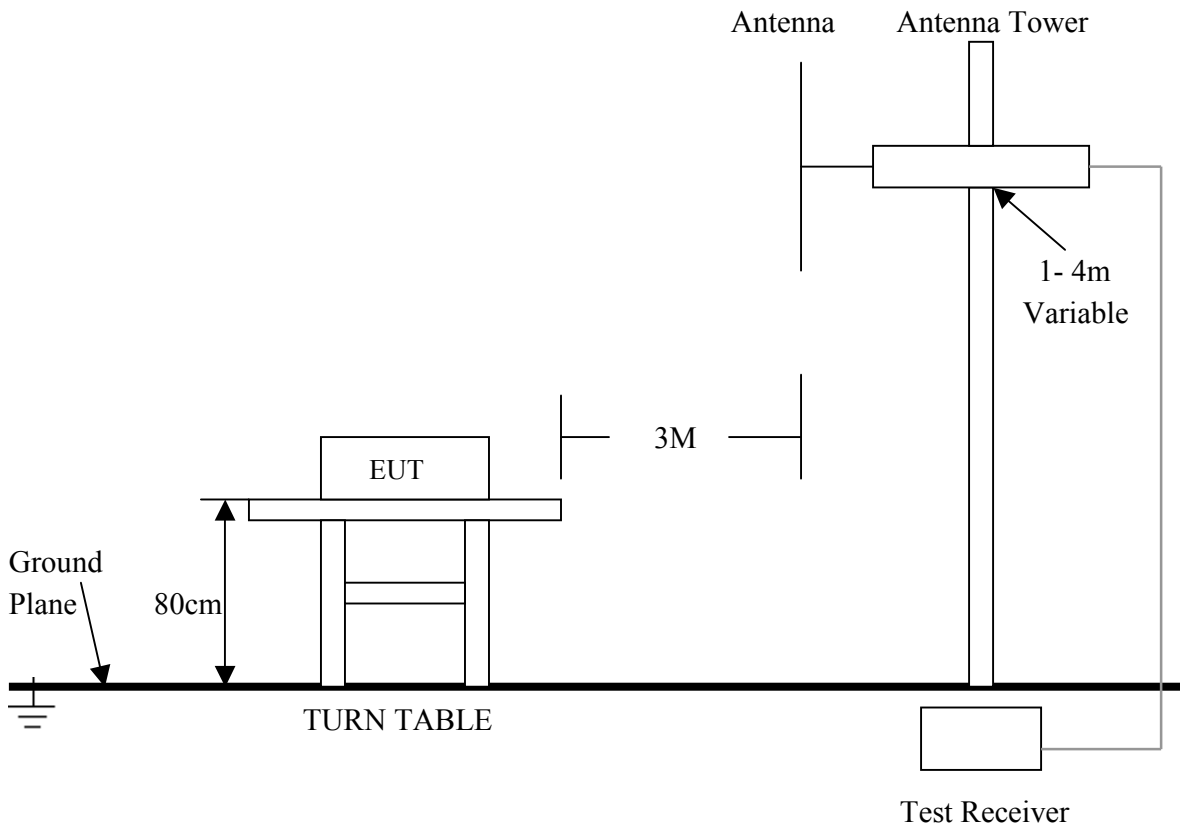 Antenna
Antenna Tower
1- 4m
Variable
3M
EUT
Ground
Plane
80cm
TURN TABLE
Test Receiver